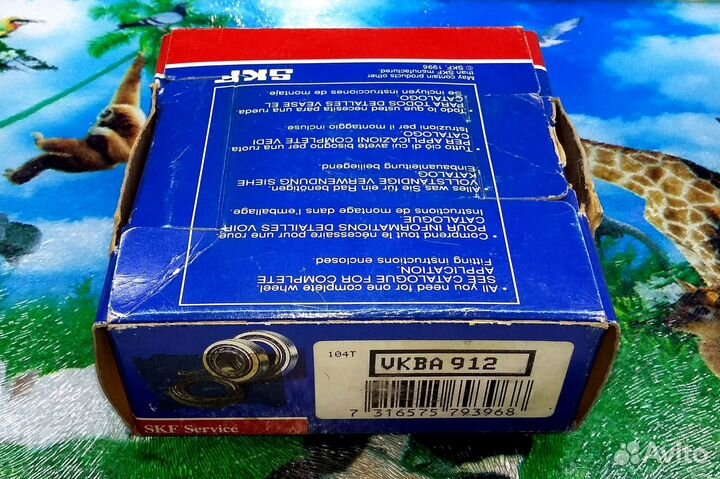 SKF
May contain products other
than SKF manufactured.
© SKF. 1996
• All you need for one complete wheel.
SEE CATALOGUE FOR COMPLETE
APPLICATION.
Fitting instructions enclosed.
• Comprend tout le nécessaire pour une roue.
POUR INFORMATIONS DETAILLES VOIR
CATALOGUE
Instructions de montage dans l'emballage.
• Alles was Sie für ein Rad benötigen.
VOLLSTÄNDIGE VERWENDUNG SIEHE
KATALOG
Einbauanleitung beiliegend.
• Tutto ciò di cui avete bisogno per una ruota
PER APPLICAZIONI COMPLETE VEDI
CATALOGO
Istruzioni per il montaggio incluse.
• Todo lo que usted necesita para una rueda.
PARA TODOS DETALLES VEASE EL
CATALOGO
Se incluyen instrucciones de montaje.
104T
VKBA 912
7 316575 793968
SKF Service
Avito